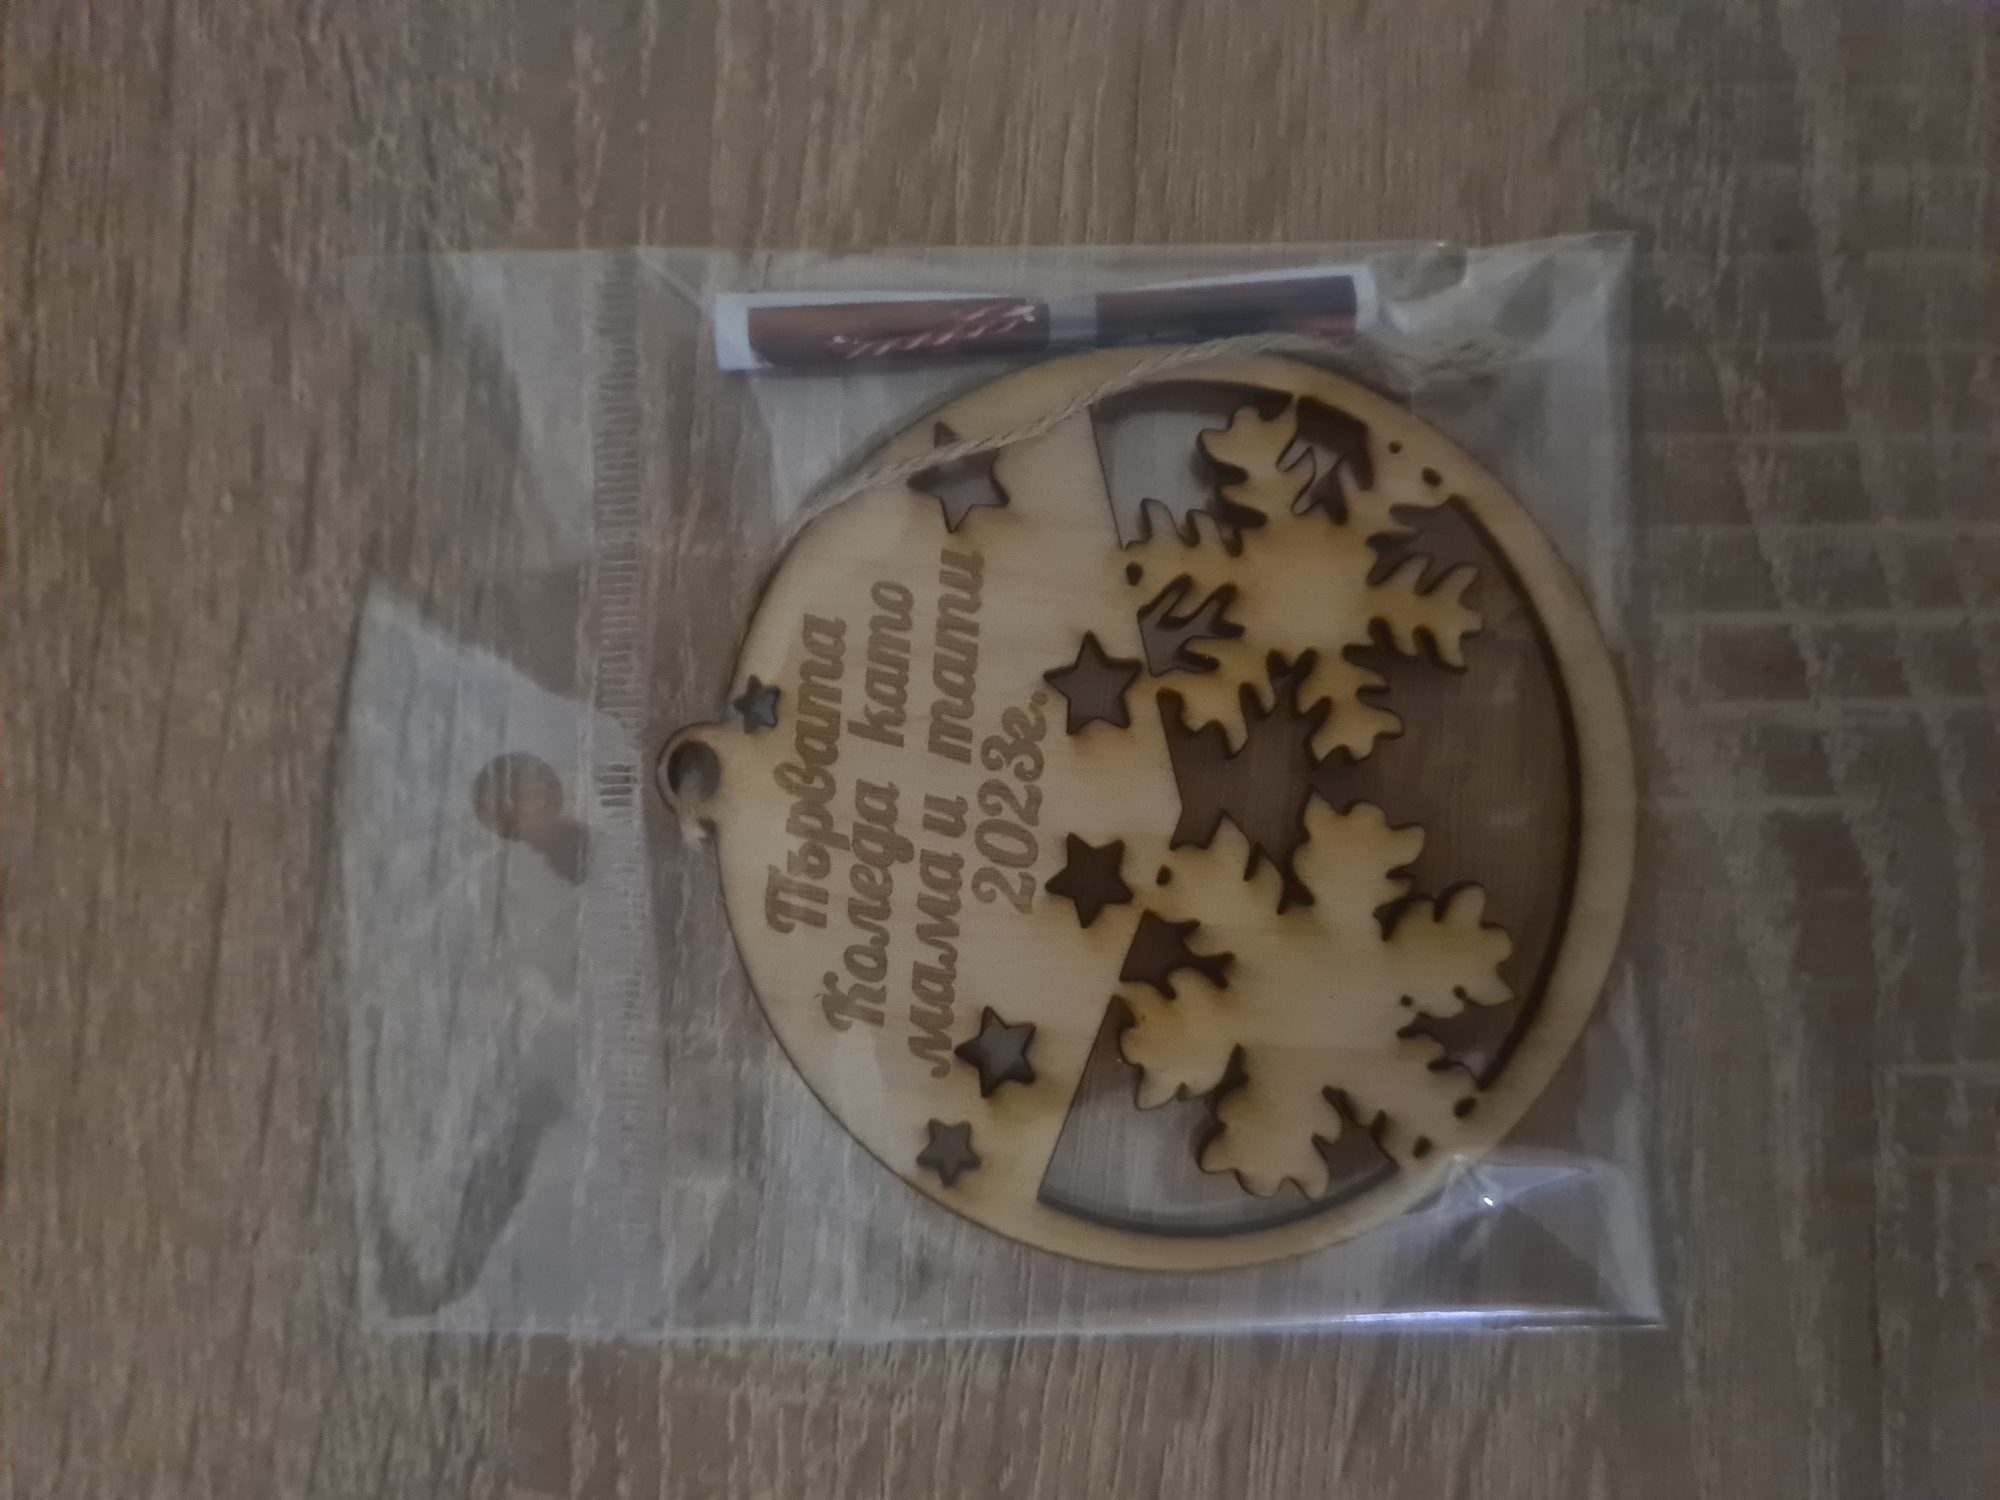 Първата
Коледа като
мама и тати
2023г.